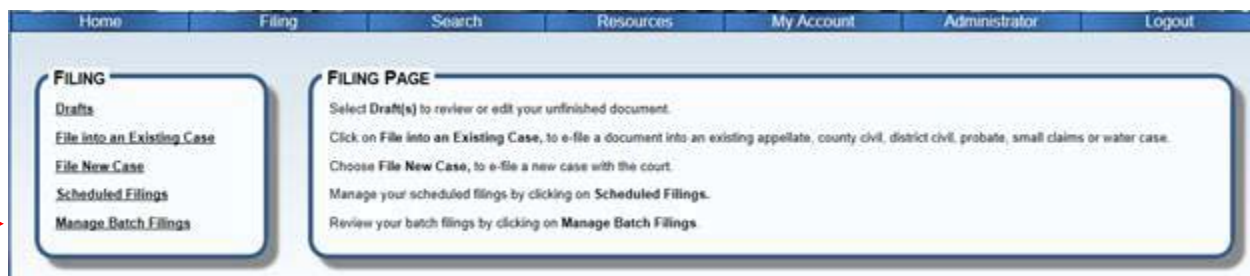 Home Filing Search Resources My Account Administrator Logout
FILING
Drafts
File into an Existing Case
File New Case
Scheduled Filings
Manage Batch Filings
FILING PAGE
Select Draft(s) to review or edit your unfinished document.
Click on File into an Existing Case, to e-file a document into an existing appellate, county civil, district civil, probate, small claims or water case.
Choose File New Case, to e-file a new case with the court.
Manage your scheduled filings by clicking on Scheduled Filings.
Review your batch filings by clicking on Manage Batch Filings